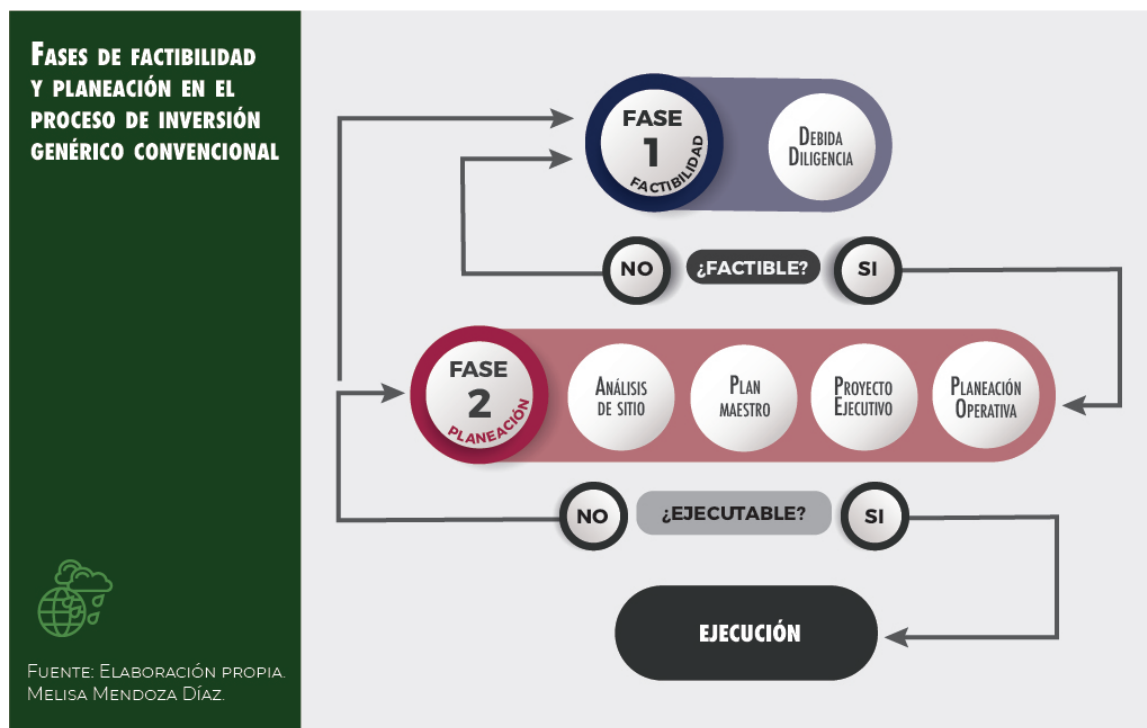 FASES DE FACTIBILIDAD
Y PLANEACIÓN EN EL
PROCESO DE INVERSIÓN
GENÉRICO CONVENCIONAL
FASE
1
FACTIBILIDAD
DEBIDA
DILIGENCIA
NO
¿FACTIBLE?
SI
FASE
2
PLANEACIÓN
ANÁLISIS
DE SITIO
PLAN
MAESTRO
PROYECTO
EJECUTIVO
PLANEACIÓN
OPERATIVA
NO
¿EJECUTABLE?
SI
EJECUCIÓN
FUENTE: ELABORACIÓN PROPIA.
MELISA MENDOZA DÍAZ.